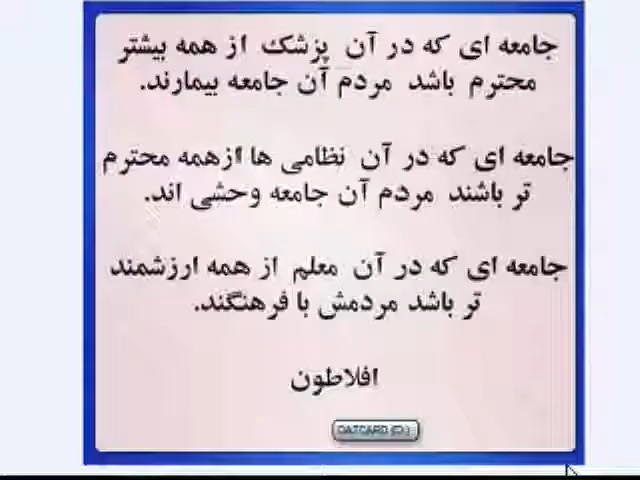 جامعه ای که در آن پزشک از همه بیشتر
محترم باشد مردم آن جامعه بیمارند.
جامعه ای که در آن نظامی ها ازهمه محترم
تر باشند مردم آن جامعه وحشی اند.
جامعه ای که در آن معلم از همه ارزشمند
تر باشد مردمش با فرهنگند.
افلاطون